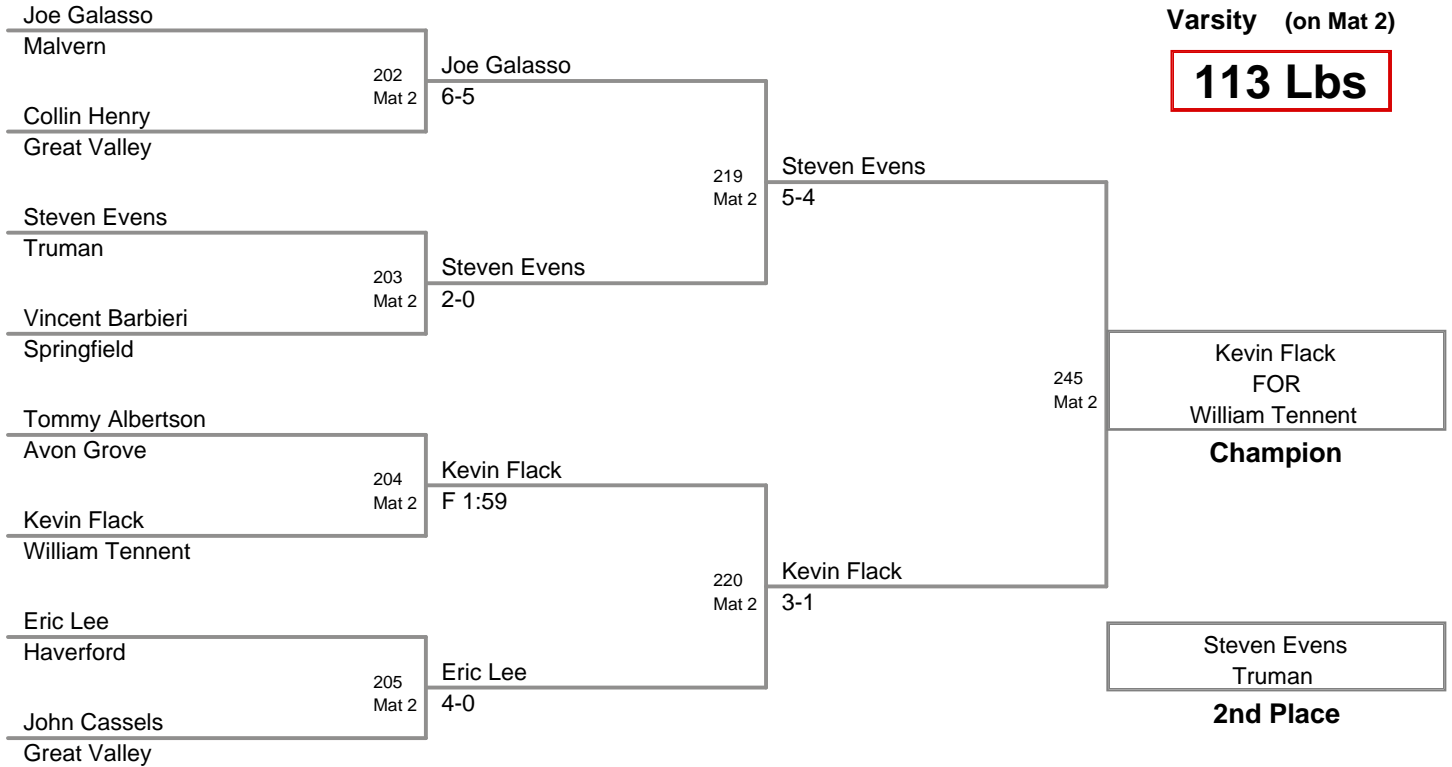 Joe Galasso
Malvern
202
Mat 2
Collin Henry
Great Valley
Joe Galasso
6-5
Steven Evens
Truman
203
Mat 2
Vincent Barbieri
Springfield
Steven Evens
2-0
219
Mat 2
Steven Evens
5-4
Tommy Albertson
Avon Grove
204
Mat 2
Kevin Flack
William Tennent
Kevin Flack
F 1:59
Eric Lee
Haverford
205
Mat 2
John Cassels
Great Valley
Eric Lee
4-0
220
Mat 2
Kevin Flack
3-1
245
Mat 2
Varsity (on Mat 2)
113 Lbs
Kevin Flack
FOR
William Tennent
Champion
Steven Evens
Truman
2nd Place